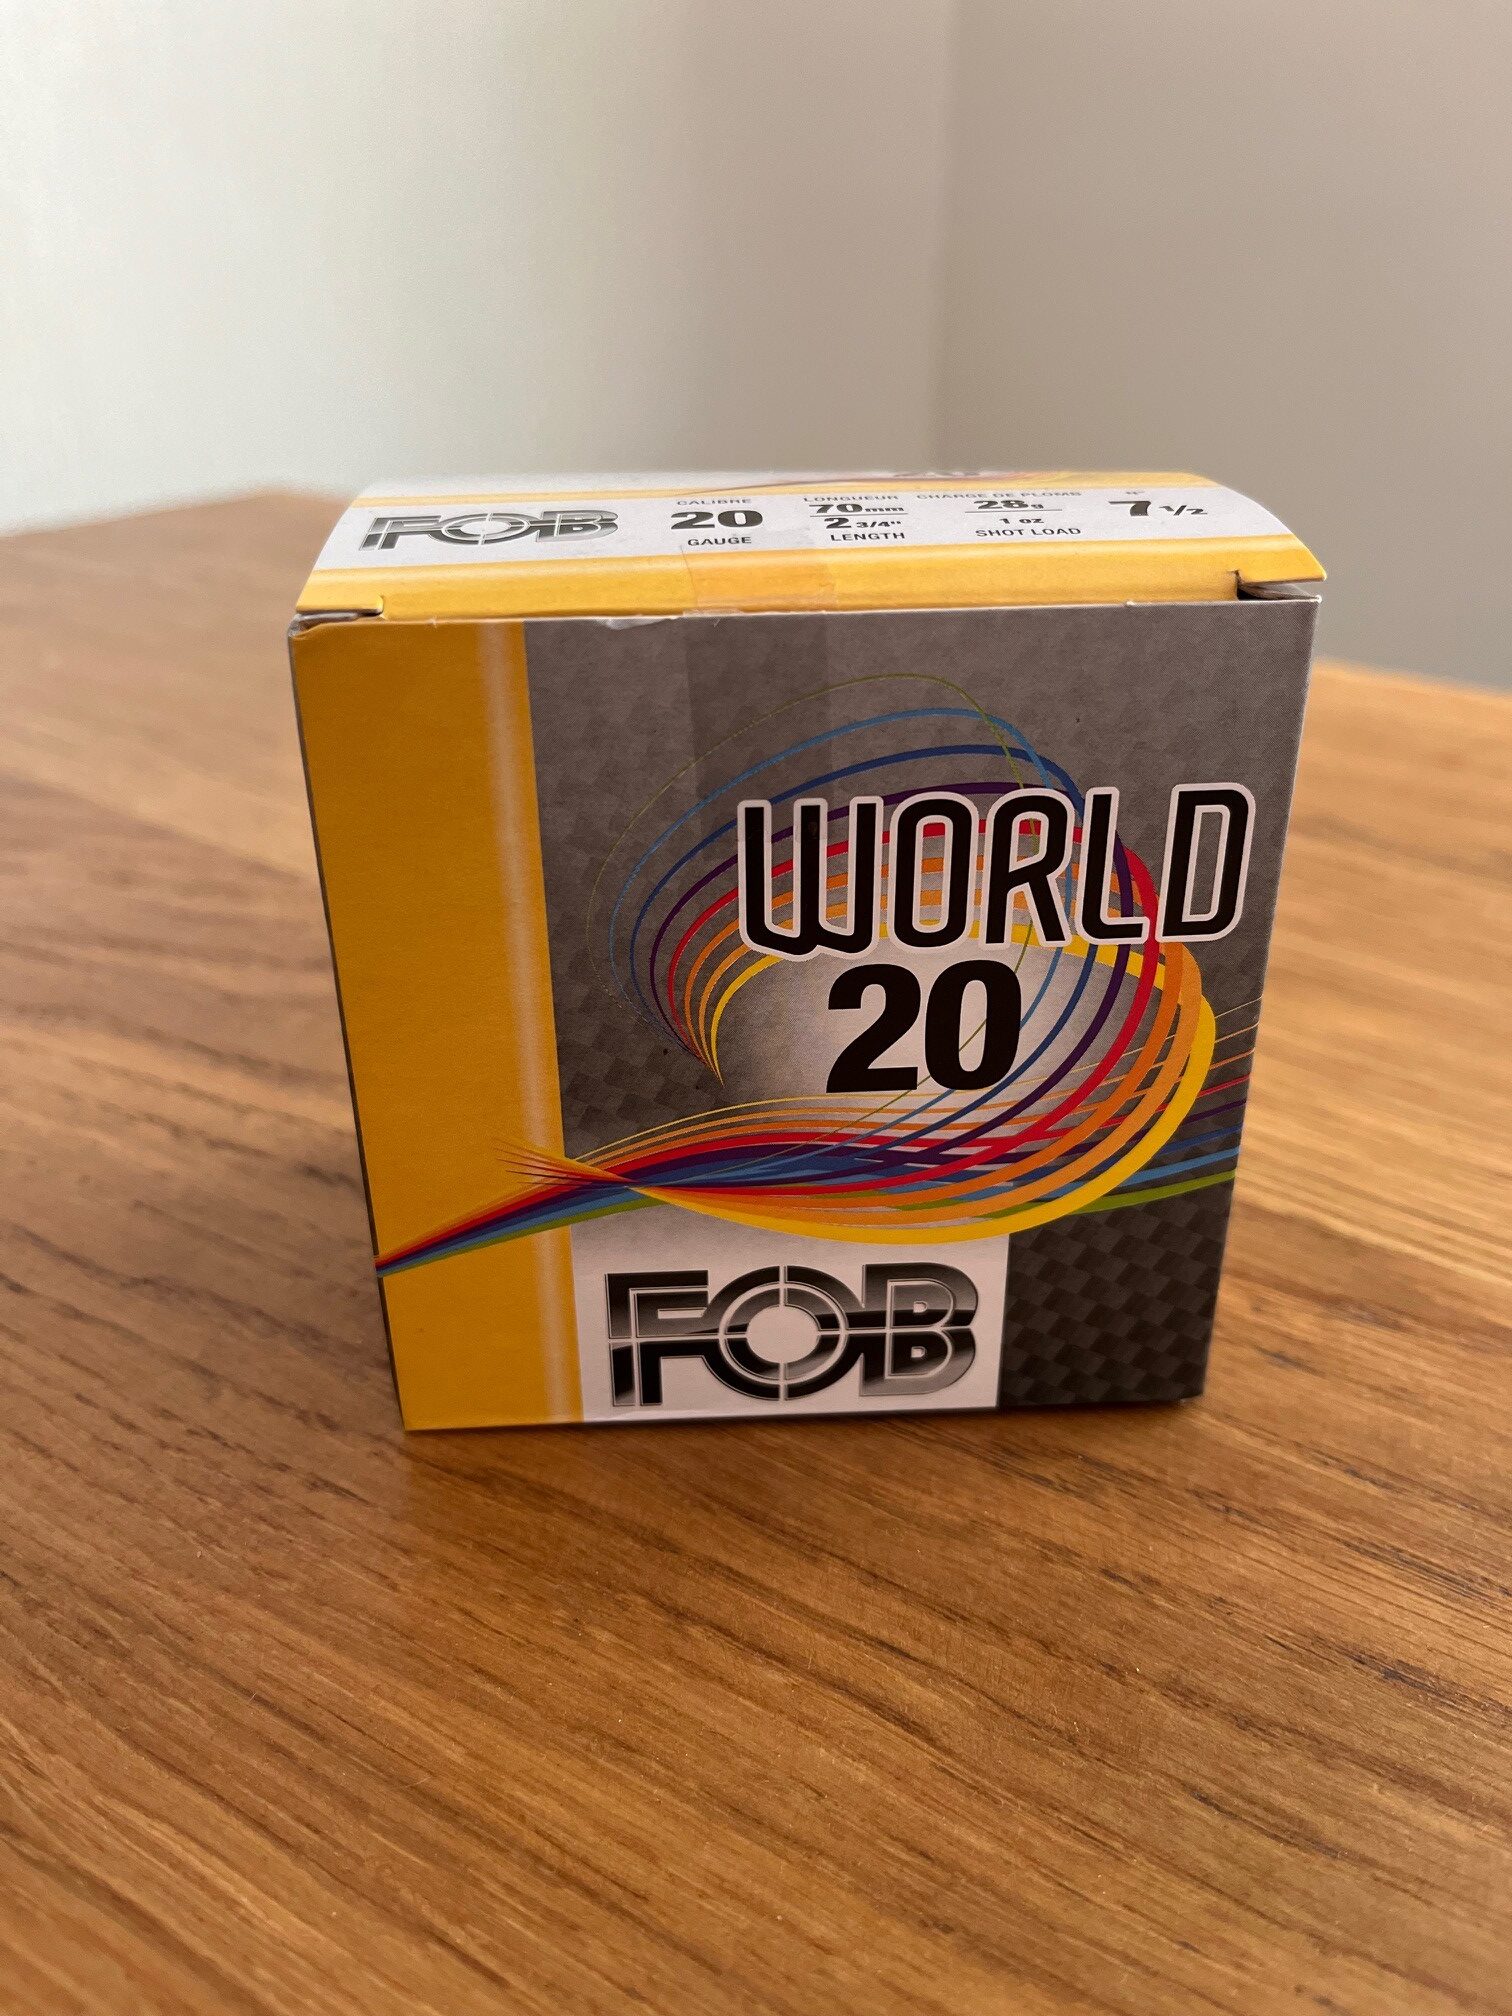 FOB
CALIBRE
20
GAUGE
LONGUEUR
70mm
2 3/4"
LENGTH
CHARGE DE PLOMB
28g
1 oz
SHOT LOAD
7 1/2
WORLD
20
FOB